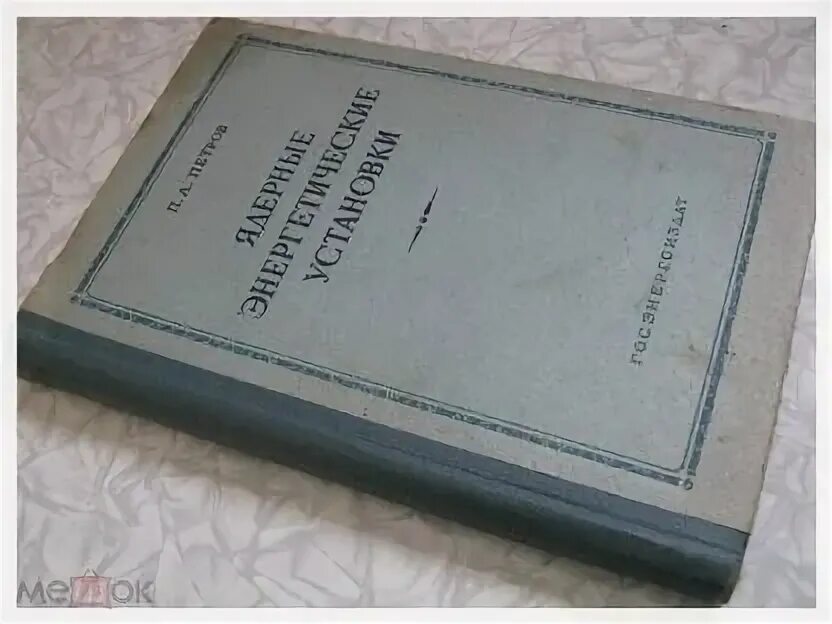 П. А. ПЕТРОВ
ЯДЕРНЫЕ
ЭНЕРГЕТИЧЕСКИЕ
УСТАНОВКИ
ГОСЭНЕРГОИЗДАТ
мешок